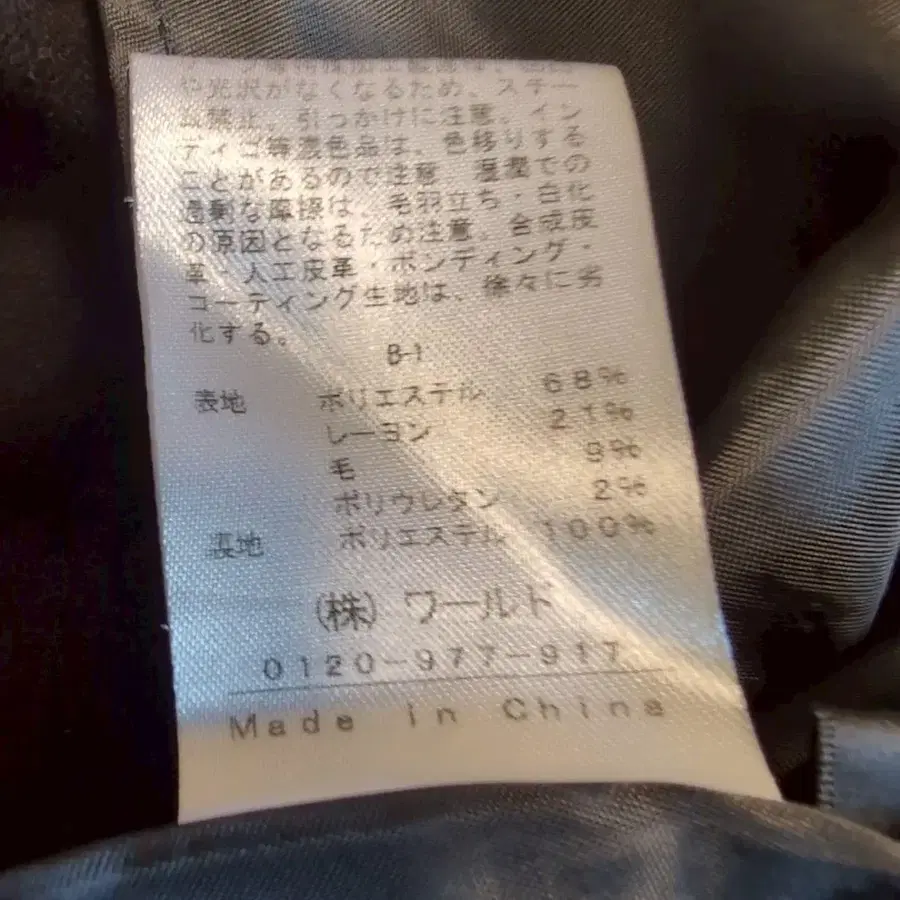 や光沢がなくなるため、スチー
ム禁止。引っかけに注意。イン
ディゴ等濃色品は、色移りする
ことがあるので注意 湿潤での
過剰な摩擦は、毛羽立ち・白化
の原因となるため注意。合成皮
革・人工皮革・ボンディング・
コーティング生地は、徐々に劣
化する。
B-1
表地 ポリエステル 68%
レーヨン 21%
毛 9%
ポリウレタン 2%
裏地 ポリエステル 100%
(株) ワールド
0120-977-917
Made in China